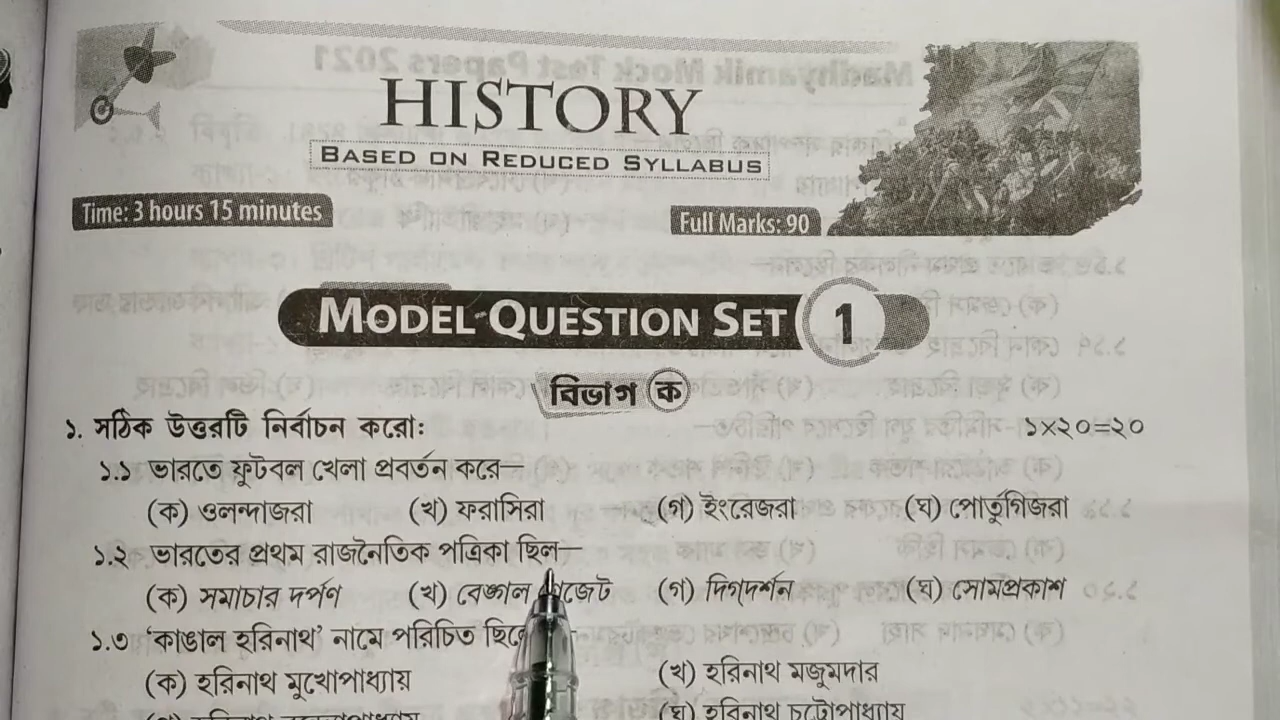 HISTORY
BASED ON REDUCED SYLLABUS
Time: 3 hours 15 minutes
Full Marks: 90
MODEL QUESTION SET 1
বিভাগ ক
১. সঠিক উত্তরটি নির্বাচন করো: ১×২০=২০
১.১ ভারতে ফুটবল খেলা প্রবর্তন করে—
(ক) ওলন্দাজরা (খ) ফরাসিরা (গ) ইংরেজরা (ঘ) পোর্তুগিজরা
১.২ ভারতের প্রথম রাজনৈতিক পত্রিকা ছিল—
(ক) সমাচার দর্পণ (খ) বেঙ্গল (গ) দিগ্‌দর্শন (ঘ) সোমপ্রকাশ
১.৩ ‘কাঙাল হরিনাথ’ নামে পরিচিত
(ক) হরিনাথ মুখোপাধ্যায় (খ) হরিনাথ মজুমদার
(ঘ) হরিনাথ চট্টোপাধ্যায়